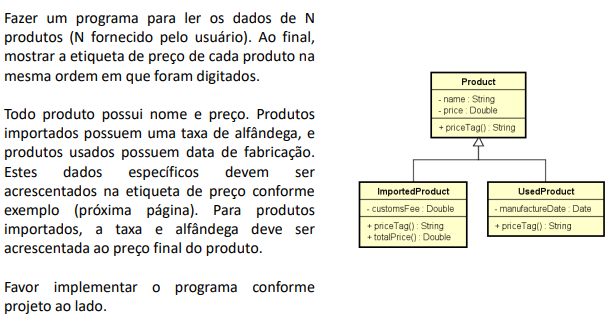 Fazer um programa para ler os dados de N
produtos (N fornecido pelo usuário). Ao final,
mostrar a etiqueta de preço de cada produto na
mesma ordem em que foram digitados.
Todo produto possui nome e preço. Produtos
importados possuem uma taxa de alfândega, e
produtos usados possuem data de fabricação.
Estes dados específicos devem ser
acrescentados na etiqueta de preço conforme
exemplo (próxima página). Para produtos
importados, a taxa e alfândega deve ser
acrescentada ao preço final do produto.
Favor implementar o programa conforme
projeto ao lado.
Product
- name : String
- price : Double
+ priceTag() : String
ImportedProduct
- customsFee : Double
+ priceTag() : String
+ totalPrice() : Double
UsedProduct
- manufactureDate : Date
+ priceTag() : String